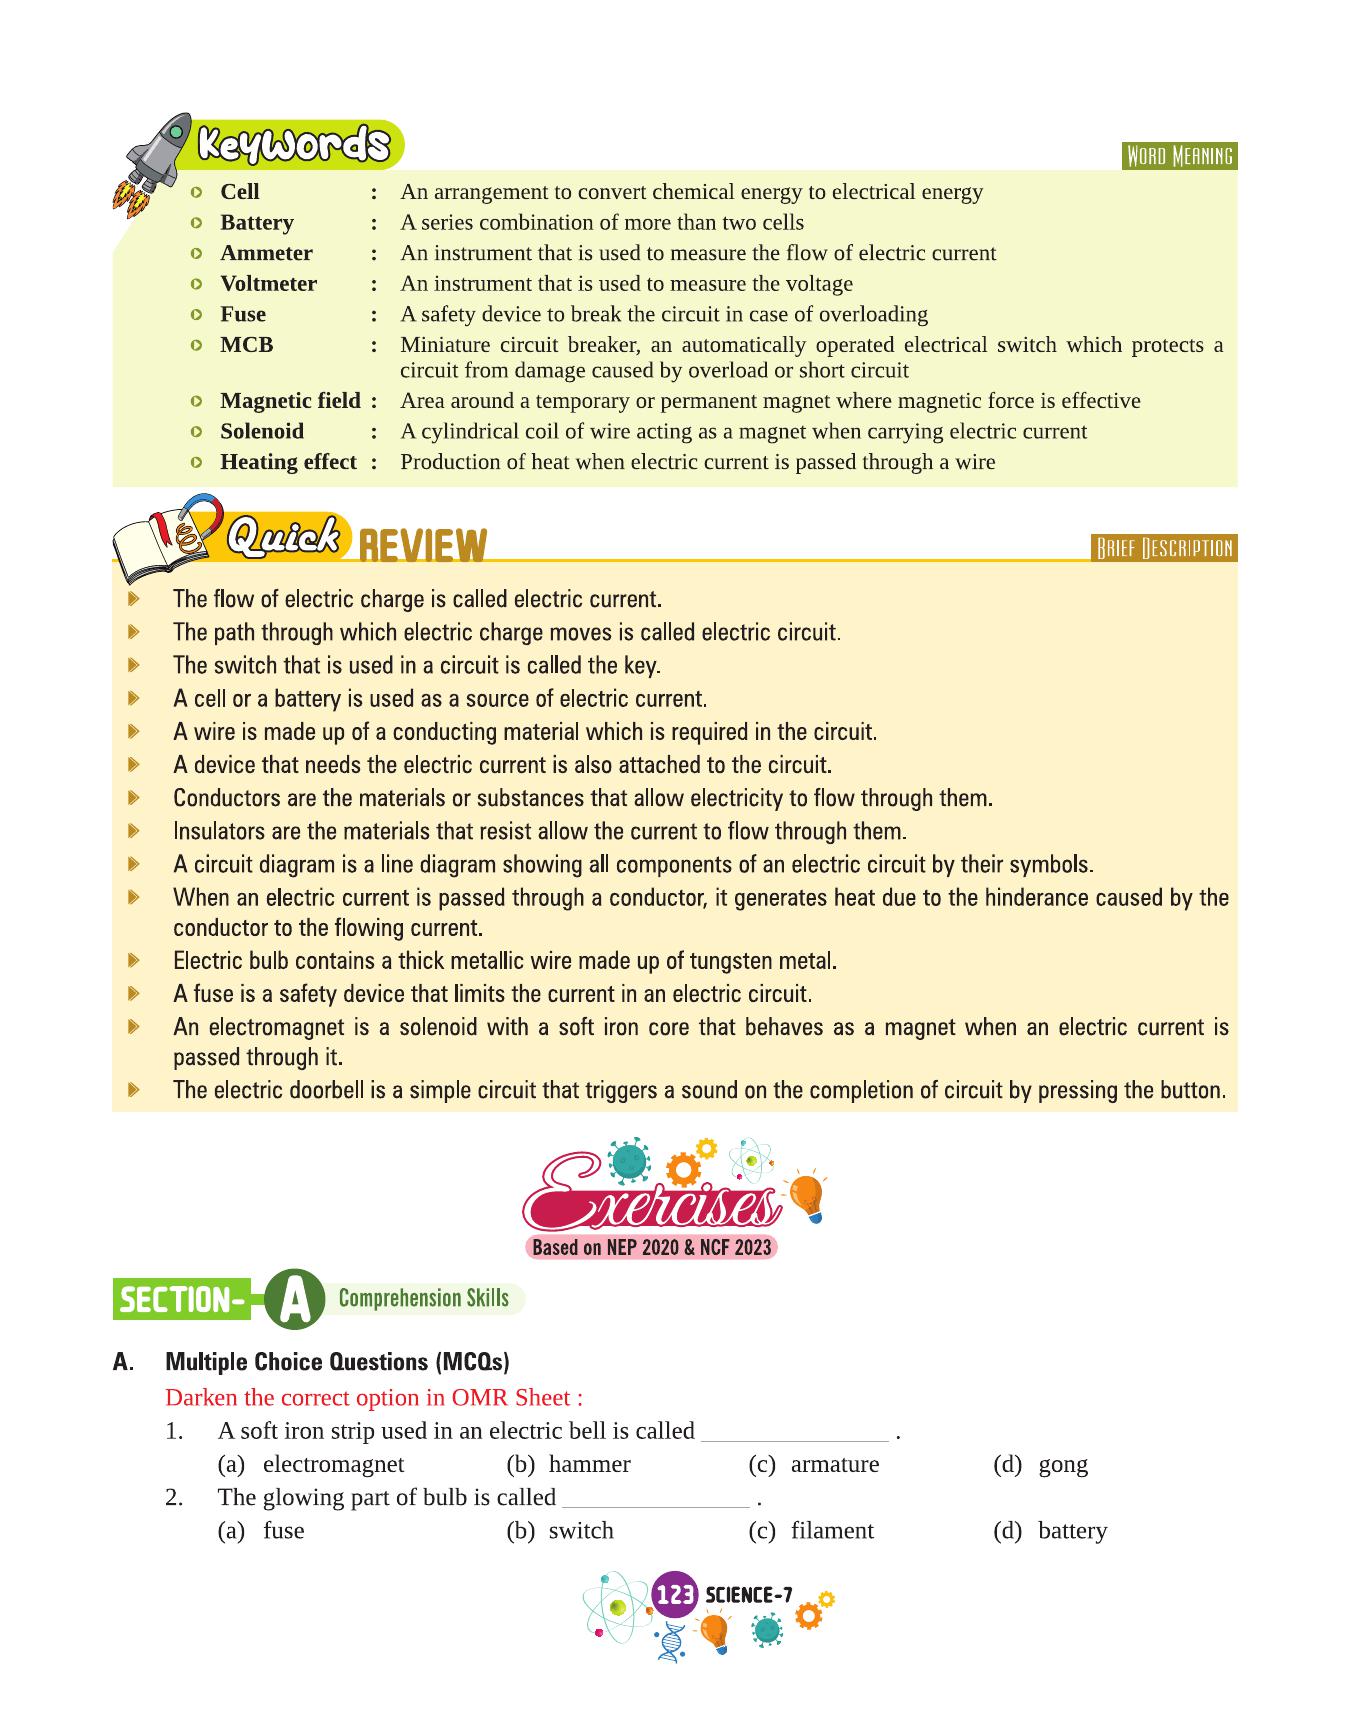 Keywords
Word Meaning
Cell : An arrangement to convert chemical energy to electrical energy
Battery : A series combination of more than two cells
Ammeter : An instrument that is used to measure the flow of electric current
Voltmeter : An instrument that is used to measure the voltage
Fuse : A safety device to break the circuit in case of overloading
MCB : Miniature circuit breaker, an automatically operated electrical switch which protects a
circuit from damage caused by overload or short circuit
Magnetic field : Area around a temporary or permanent magnet where magnetic force is effective
Solenoid : A cylindrical coil of wire acting as a magnet when carrying electric current
Heating effect : Production of heat when electric current is passed through a wire
Quick REVIEW
Brief Description
The flow of electric charge is called electric current.
The path through which electric charge moves is called electric circuit.
The switch that is used in a circuit is called the key.
A cell or a battery is used as a source of electric current.
A wire is made up of a conducting material which is required in the circuit.
A device that needs the electric current is also attached to the circuit.
Conductors are the materials or substances that allow electricity to flow through them.
Insulators are the materials that resist allow the current to flow through them.
A circuit diagram is a line diagram showing all components of an electric circuit by their symbols.
When an electric current is passed through a conductor, it generates heat due to the hinderance caused by the
conductor to the flowing current.
Electric bulb contains a thick metallic wire made up of tungsten metal.
A fuse is a safety device that limits the current in an electric circuit.
An electromagnet is a solenoid with a soft iron core that behaves as a magnet when an electric current is
passed through it.
The electric doorbell is a simple circuit that triggers a sound on the completion of circuit by pressing the button.
Exercises
Based on NEP 2020 & NCF 2023
SECTION- A Comprehension Skills
A. Multiple Choice Questions (MCQs)
Darken the correct option in OMR Sheet :
1. A soft iron strip used in an electric bell is called _______________ .
(a) electromagnet (b) hammer (c) armature (d) gong
2. The glowing part of bulb is called _______________ .
(a) fuse (b) switch (c) filament (d) battery
123 SCIENCE-7